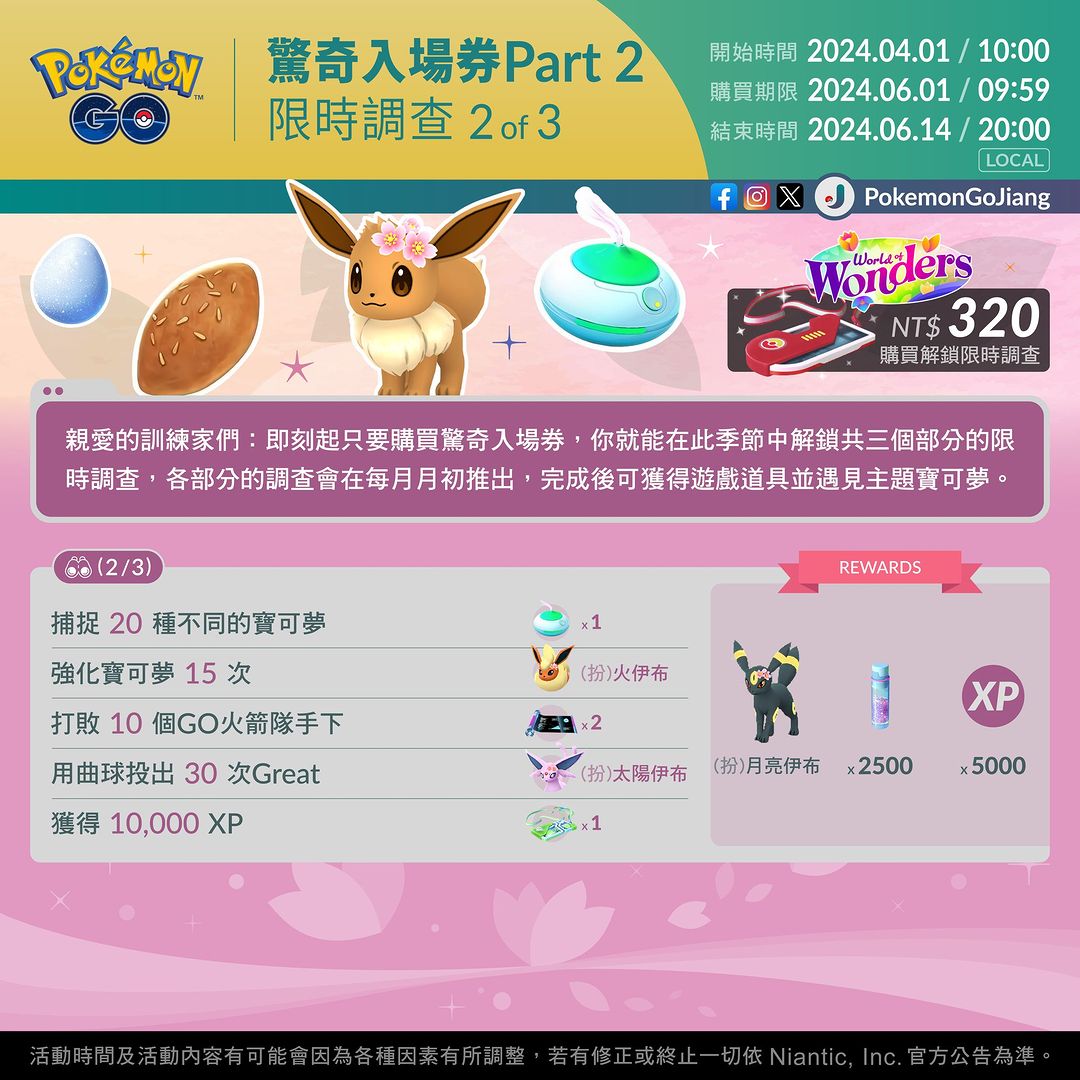 POKéMON GO
TM
驚奇入場券Part 2
限時調查 2 of 3
開始時間 2024.04.01 / 10:00
購買期限 2024.06.01 / 09:59
結束時間 2024.06.14 / 20:00
LOCAL
PokemonGoJiang
World of
Wonders
NT$ 320
購買解鎖限時調查
親愛的訓練家們：即刻起只要購買驚奇入場券，你就能在此季節中解鎖共三個部分的限
時調查，各部分的調查會在每月月初推出，完成後可獲得遊戲道具並遇見主題寶可夢。
(2/3)
REWARDS
捕捉 20 種不同的寶可夢 x1
強化寶可夢 15 次 (扮)火伊布
打敗 10 個GO火箭隊手下 x2
用曲球投出 30 次Great (扮)太陽伊布
獲得 10,000 XP x1
XP
(扮)月亮伊布 x2500 x5000
活動時間及活動內容有可能會因為各種因素有所調整，若有修正或終止一切依 Niantic, Inc. 官方公告為準。